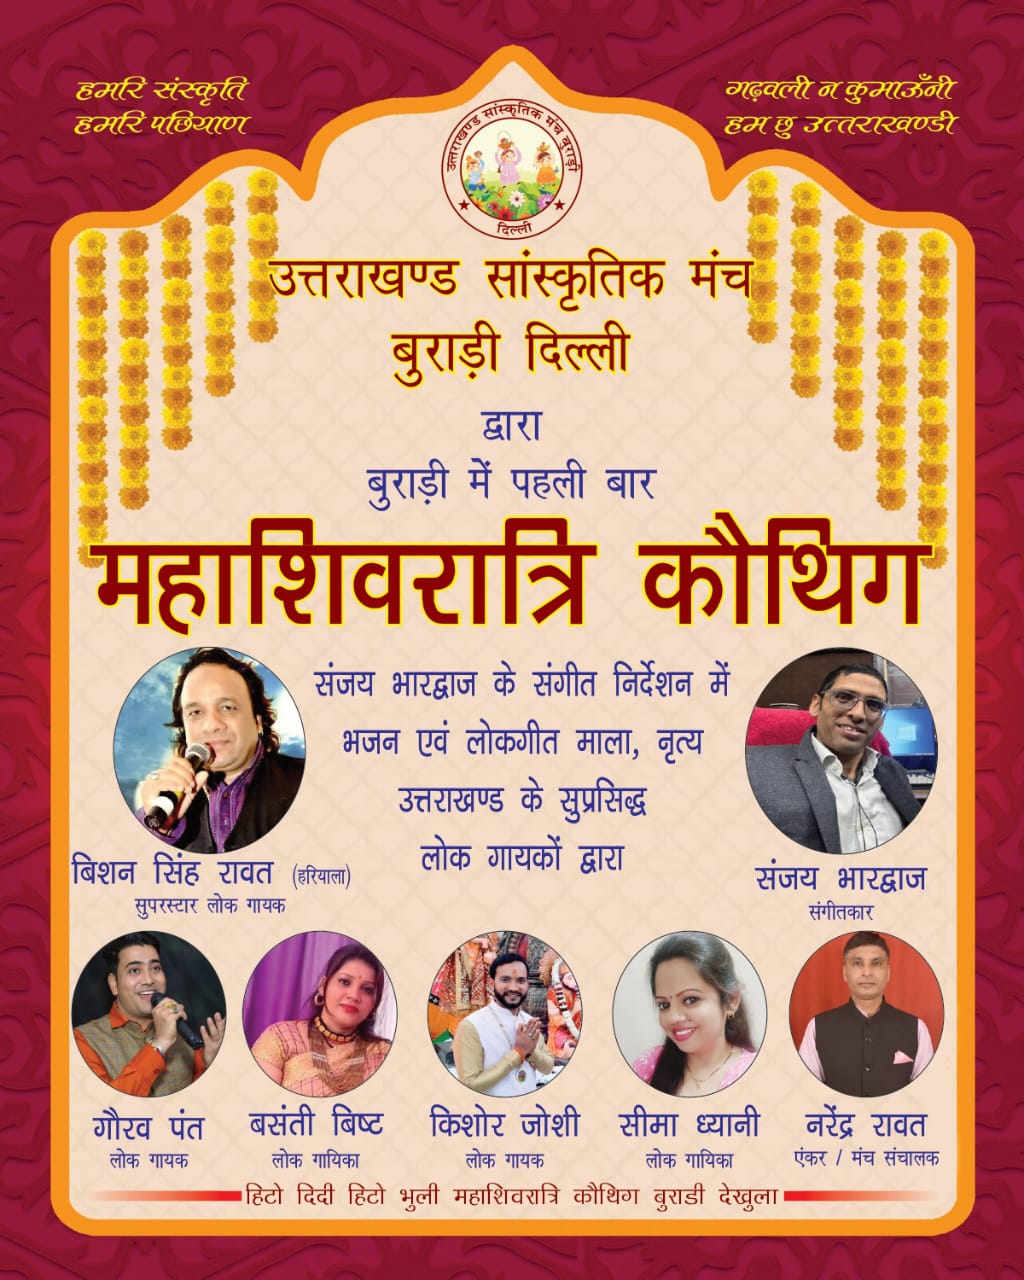 हमरि संस्कृति
हमरि पछियाण
गढ़वली न कुमाऊँनी
हम छु उत्तराखण्डी
उत्तराखण्ड सांस्कृतिक मंच बुराड़ी
दिल्ली
उत्तराखण्ड सांस्कृतिक मंच
बुराड़ी दिल्ली
द्वारा
बुराड़ी में पहली बार
महाशिवरात्रि कौथिग
संजय भारद्वाज के संगीत निर्देशन में
भजन एवं लोकगीत माला, नृत्य
उत्तराखण्ड के सुप्रसिद्ध
लोक गायकों द्वारा
बिशन सिंह रावत (हरियाला)
सुपरस्टार लोक गायक
संजय भारद्वाज
संगीतकार
गौरव पंत
लोक गायक
बसंती बिष्ट
लोक गायिका
किशोर जोशी
लोक गायक
सीमा ध्यानी
लोक गायिका
नरेंद्र रावत
एंकर / मंच संचालक
हिटो दिदी हिटो भुली महाशिवरात्रि कौथिग बुराडी देखुला